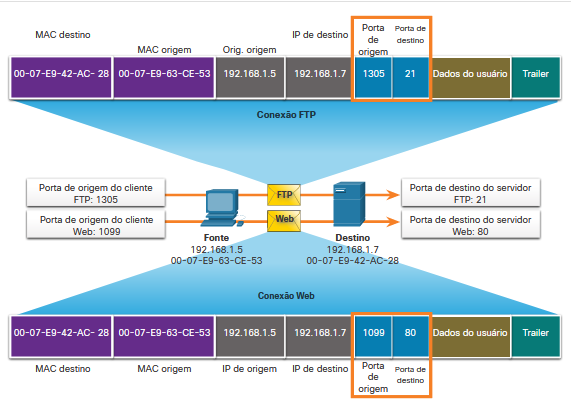 MAC destino
MAC origem
Orig. origem
IP de destino
Porta
de
origem
Porta
de
destino
00-07-E9-42-AC- 28 00-07-E9-63-CE-53 192.168.1.5 192.168.1.7 1305 21 Dados do usuário Trailer
Conexão FTP
Porta de origem do cliente
FTP: 1305
FTP
Porta de destino do servidor
FTP: 21
Porta de origem do cliente
Web: 1099
Web
Porta de destino do servidor
Web: 80
Fonte
192.168.1.5
00-07-E9-63-CE-53
Destino
192.168.1.7
00-07-E9-42-AC-28
Conexão Web
00-07-E9-42-AC- 28 00-07-E9-63-CE-53 192.168.1.5 192.168.1.7 1099 80 Dados do usuário Trailer
MAC destino
MAC origem
IP de origem
IP de destino
Porta
de
origem
Porta
de
destino